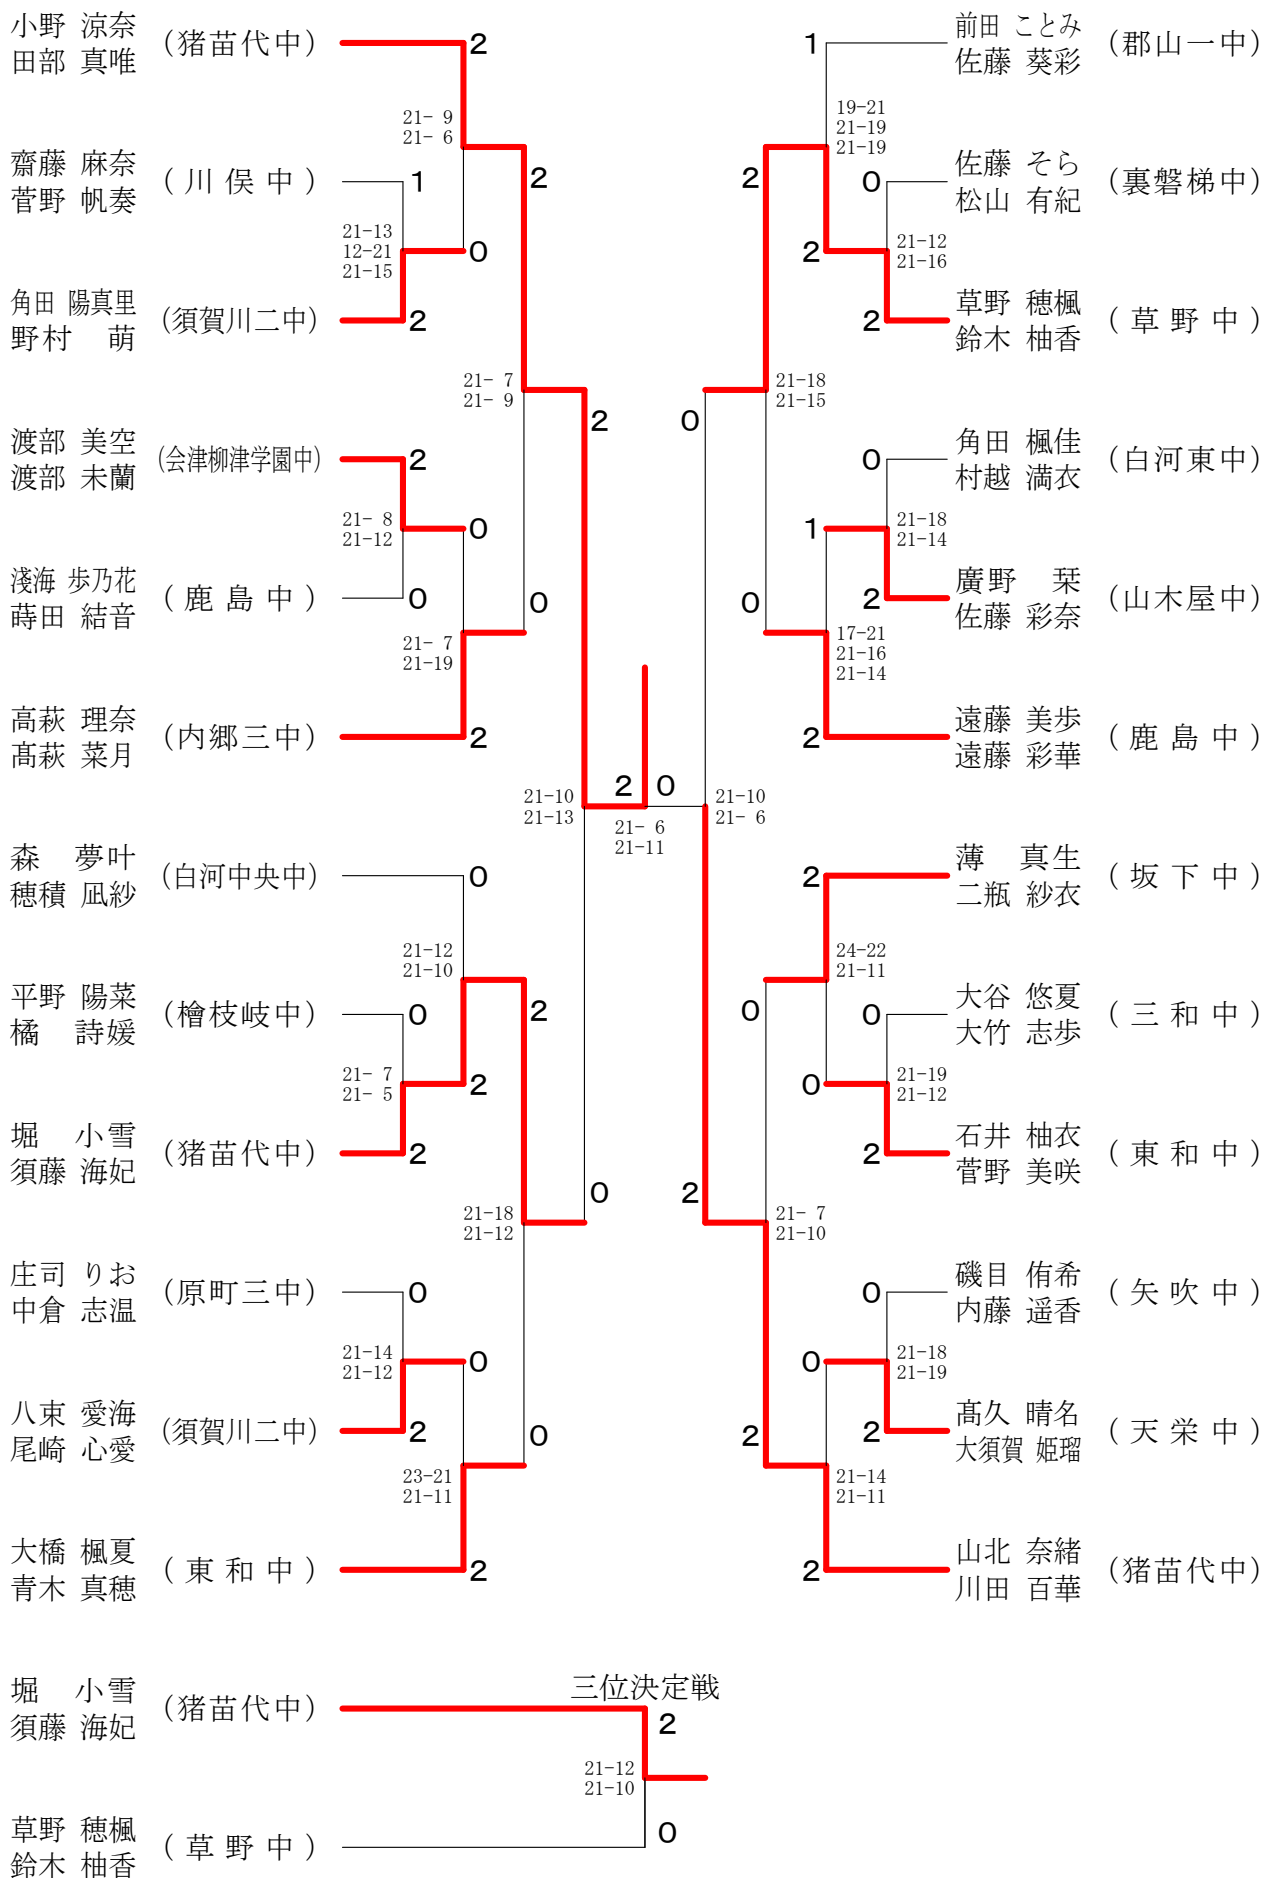 小野 涼奈
田部 真唯
(猪苗代中)
2
21- 9
21- 6
齋藤 麻奈
菅野 帆奏
(川俣中)
1
2
21-13
12-21
21-15
0
角田 陽真里
野村 萌
(須賀川二中)
2
21- 7
21- 9
2
渡部 美空
渡部 未蘭
(会津柳津学園中)
2
21- 8
21-12
0
淺海 歩乃花
蒔田 結音
(鹿島中)
0
0
21- 7
21-19
高萩 理奈
髙萩 菜月
(内郷三中)
2
21-10
21-13
2
0
21- 6
21-11
森 夢叶
穂積 凪紗
(白河中央中)
0
21-12
21-10
平野 陽菜
橘 詩媛
(檜枝岐中)
0
2
21- 7
21- 5
2
堀 小雪
須藤 海妃
(猪苗代中)
2
0
21-18
21-12
庄司 りお
中倉 志温
(原町三中)
0
21-14
21-12
0
八束 愛海
尾崎 心愛
(須賀川二中)
2
0
23-21
21-11
大橋 楓夏
青木 真穂
(東和中)
2
1
前田 ことみ
佐藤 葵彩
(郡山一中)
19-21
21-19
21-19
2
0
佐藤 そら
松山 有紀
(裏磐梯中)
2
21-12
21-16
2
草野 穂楓
鈴木 柚香
(草野中)
0
21-18
21-15
0
角田 楓佳
村越 満衣
(白河東中)
1
21-18
21-14
0
2
廣野 栞
佐藤 彩奈
(山木屋中)
17-21
21-16
21-14
2
遠藤 美歩
遠藤 彩華
(鹿島中)
21-10
21- 6
2
薄 真生
二瓶 紗衣
(坂下中)
24-22
21-11
0
0
大谷 悠夏
大竹 志歩
(三和中)
0
21-19
21-12
2
石井 柚衣
菅野 美咲
(東和中)
2
21- 7
21-10
0
磯目 侑希
内藤 遥香
(矢吹中)
0
21-18
21-19
2
2
髙久 晴名
大須賀 姫瑠
(天栄中)
21-14
21-11
2
山北 奈緒
川田 百華
(猪苗代中)
三位決定戦
堀 小雪
須藤 海妃
(猪苗代中)
2
21-12
21-10
草野 穂楓
鈴木 柚香
(草野中)
0